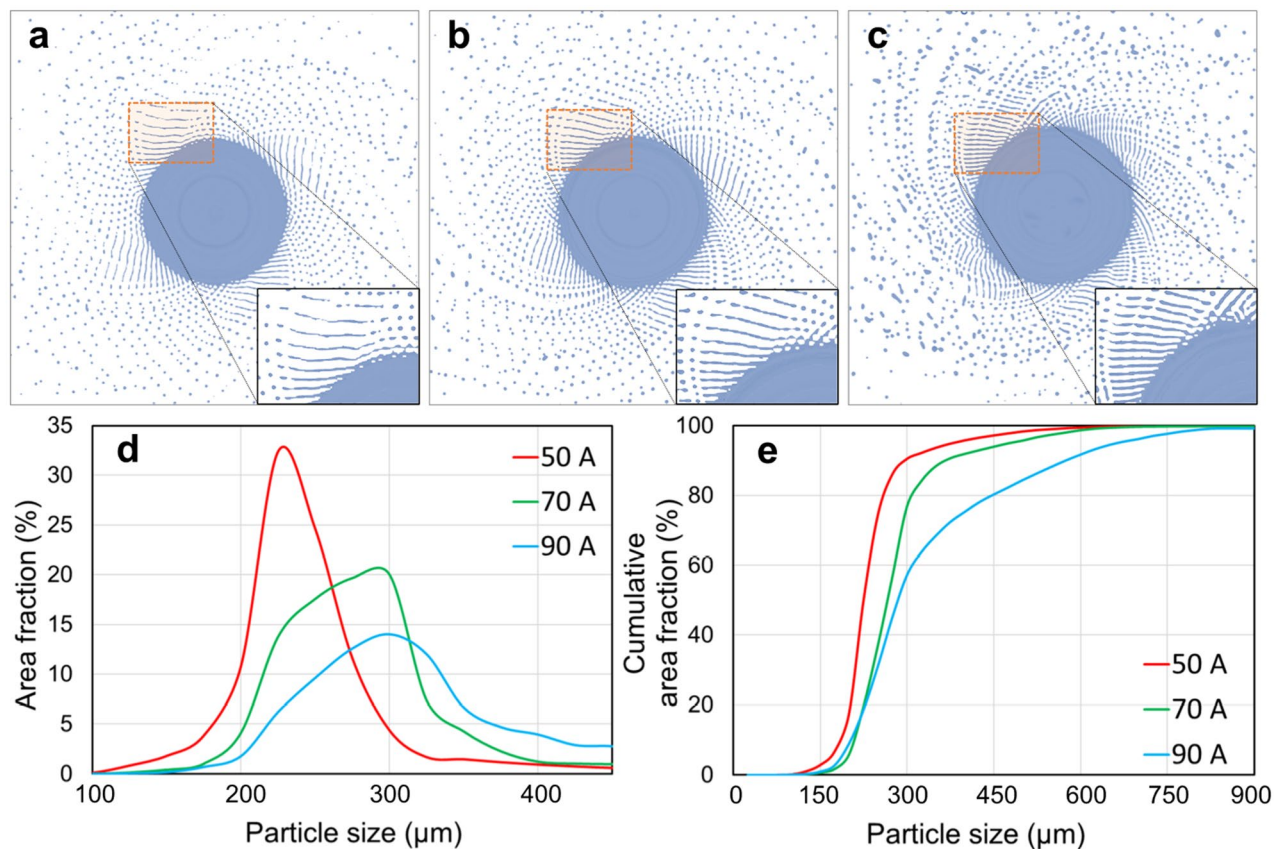 a
b
c
d
35
30
25
20
15
10
5
0
Area fraction (%)
50 A
70 A
90 A
100
200
300
400
Particle size (µm)
e
100
80
60
40
20
0
Cumulative
area fraction (%)
50 A
70 A
90 A
0
150
300
450
600
750
900
Particle size (µm)